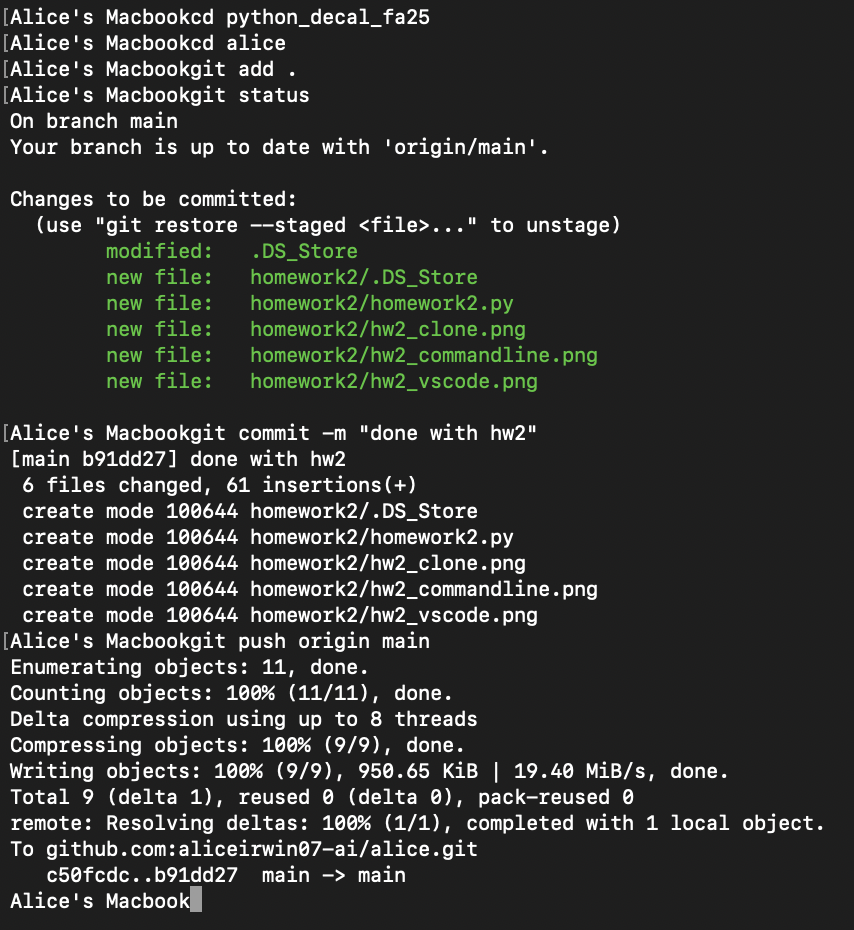 [Alice's Macbookcd python_decal_fa25
[Alice's Macbookcd alice
[Alice's Macbookgit add .
[Alice's Macbookgit status
On branch main
Your branch is up to date with 'origin/main'.

Changes to be committed:
  (use "git restore --staged <file>..." to unstage)
        modified:   .DS_Store
        new file:   homework2/.DS_Store
        new file:   homework2/homework2.py
        new file:   homework2/hw2_clone.png
        new file:   homework2/hw2_commandline.png
        new file:   homework2/hw2_vscode.png

[Alice's Macbookgit commit -m "done with hw2"
[main b91dd27] done with hw2
 6 files changed, 61 insertions(+)
 create mode 100644 homework2/.DS_Store
 create mode 100644 homework2/homework2.py
 create mode 100644 homework2/hw2_clone.png
 create mode 100644 homework2/hw2_commandline.png
 create mode 100644 homework2/hw2_vscode.png
[Alice's Macbookgit push origin main
Enumerating objects: 11, done.
Counting objects: 100% (11/11), done.
Delta compression using up to 8 threads
Compressing objects: 100% (9/9), done.
Writing objects: 100% (9/9), 950.65 KiB | 19.40 MiB/s, done.
Total 9 (delta 1), reused 0 (delta 0), pack-reused 0
remote: Resolving deltas: 100% (1/1), completed with 1 local object.
To github.com:aliceirwin07-ai/alice.git
   c50fcdc..b91dd27  main -> main
Alice's Macbook